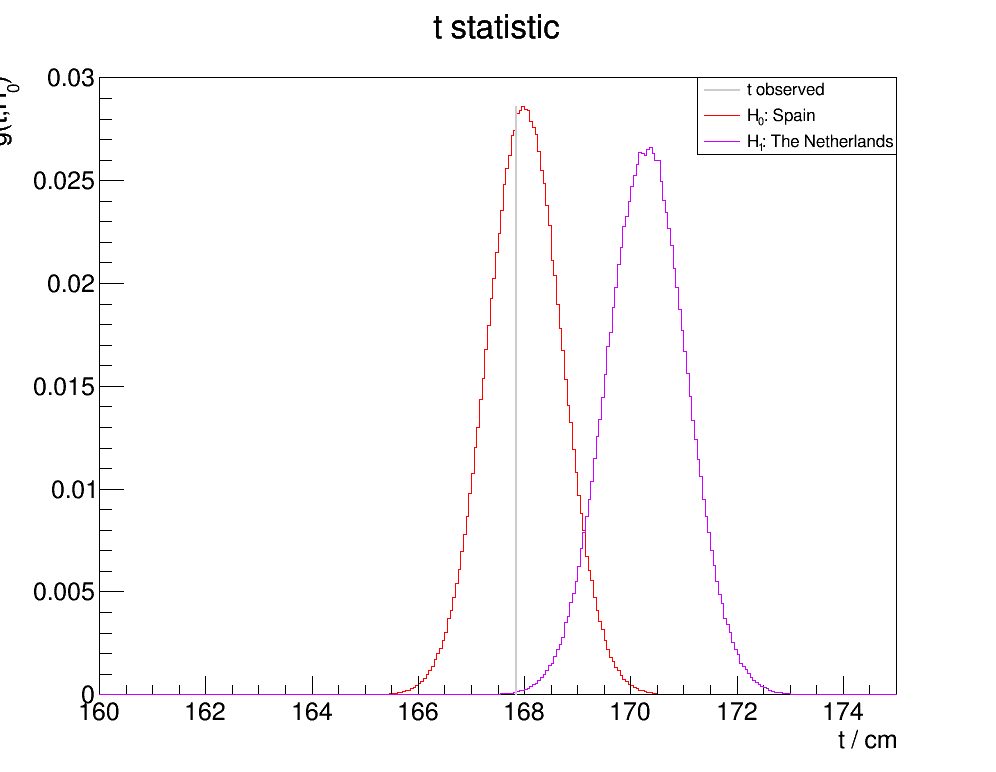 t statistic
g(t;H0)
0.03
0.025
0.02
0.015
0.01
0.005
0
t observed
H0: Spain
H1: The Netherlands
160 162 164 166 168 170 172 174
t / cm